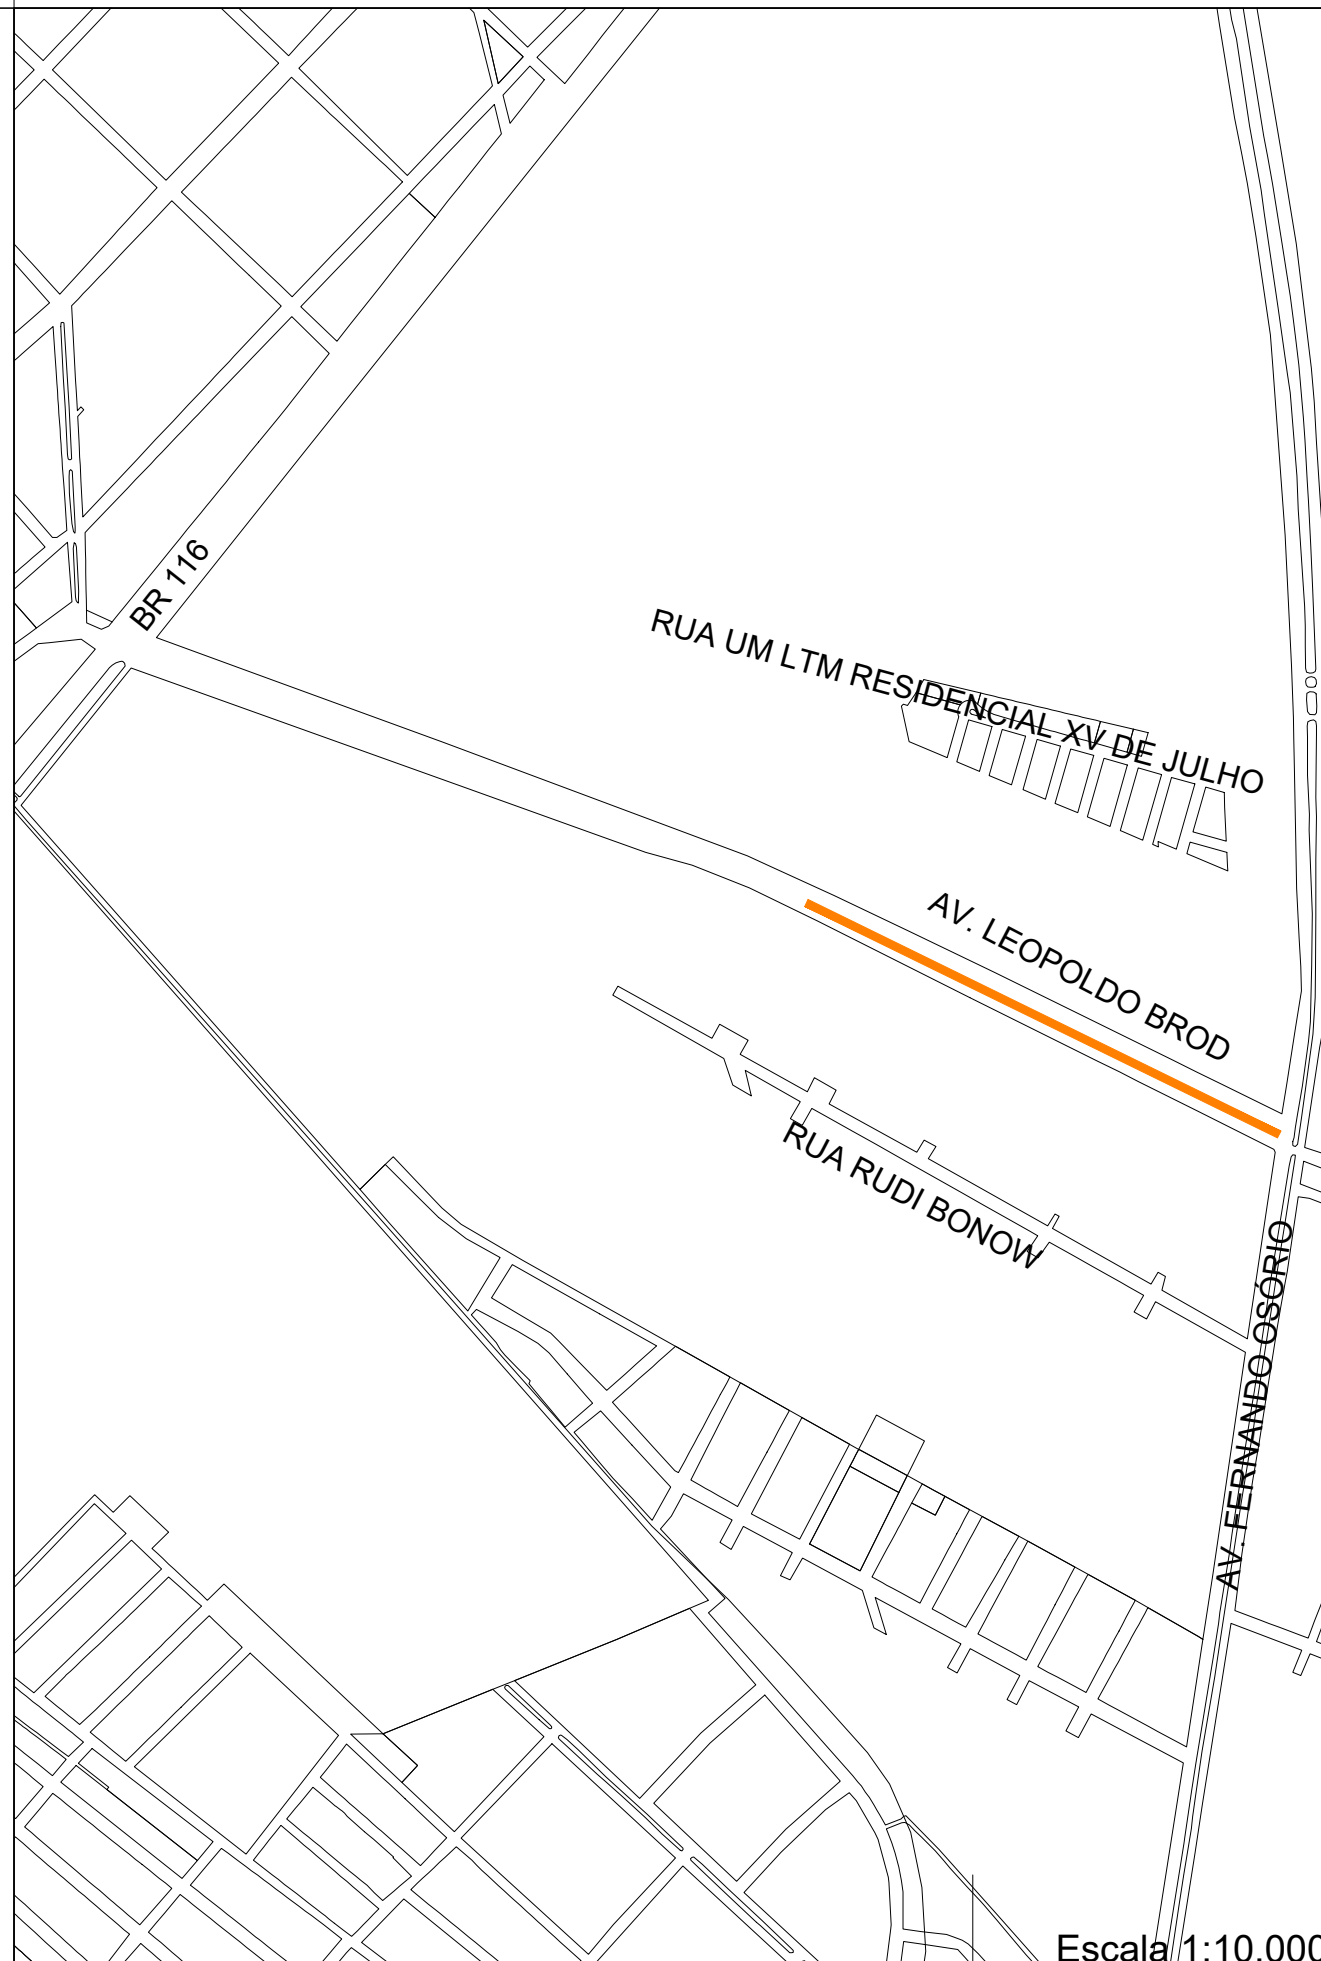 BR 116
RUA UM LTM RESIDENCIAL XV DE JULHO
AV. LEOPOLDO BROD
RUA RUDI BONOW
AV. FERNANDO OSÓRIO
Escala 1:10.000